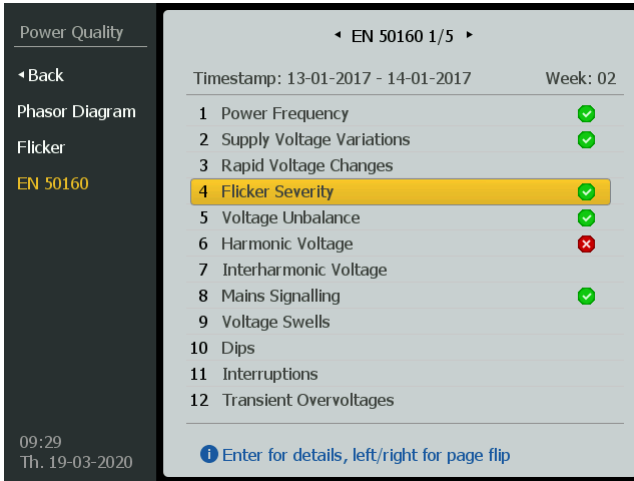 Power Quality
Back
Phasor Diagram
Flicker
EN 50160
09:29
Th. 19-03-2020
EN 50160 1/5
Timestamp: 13-01-2017 - 14-01-2017 Week: 02
1 Power Frequency
2 Supply Voltage Variations
3 Rapid Voltage Changes
4 Flicker Severity
5 Voltage Unbalance
6 Harmonic Voltage
7 Interharmonic Voltage
8 Mains Signalling
9 Voltage Swells
10 Dips
11 Interruptions
12 Transient Overvoltages
Enter for details, left/right for page flip